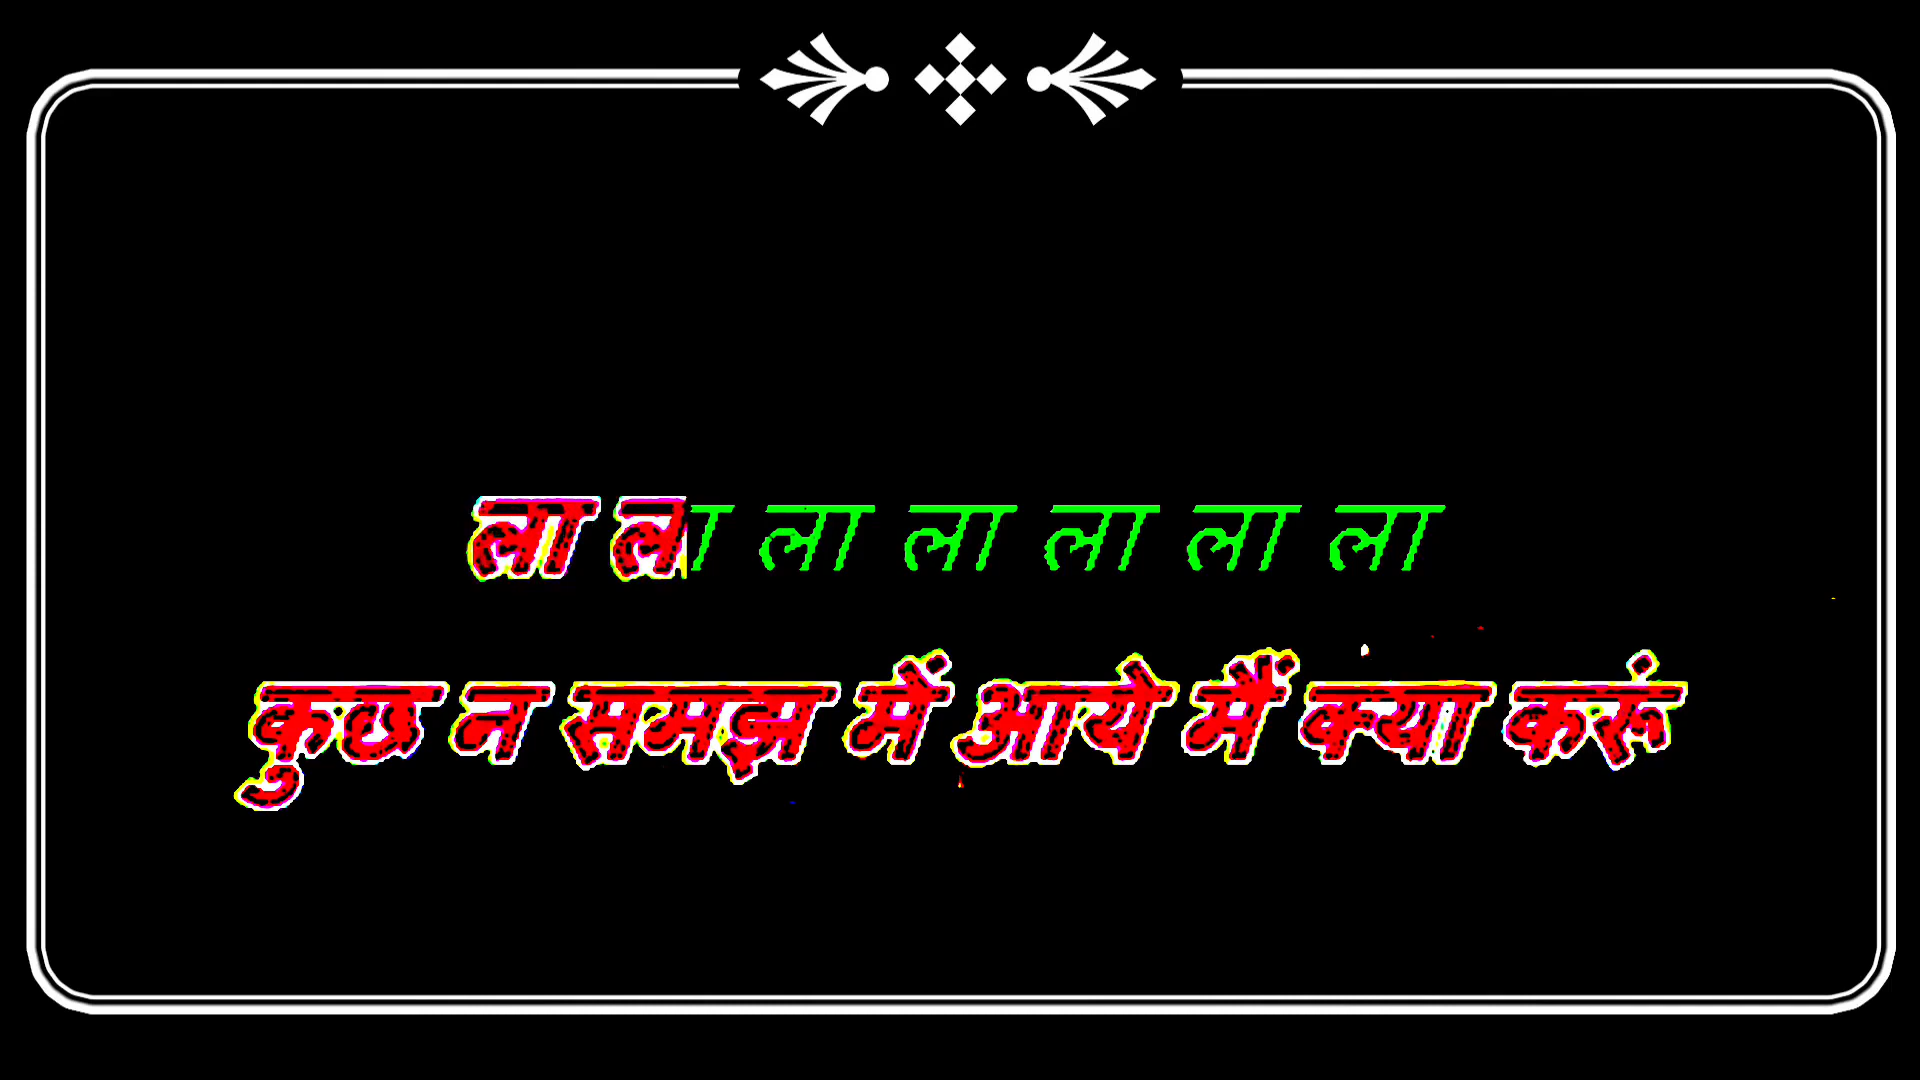 ला ला ला ला ला ला ला
कुछ न समझ में आये मैं क्या करूं